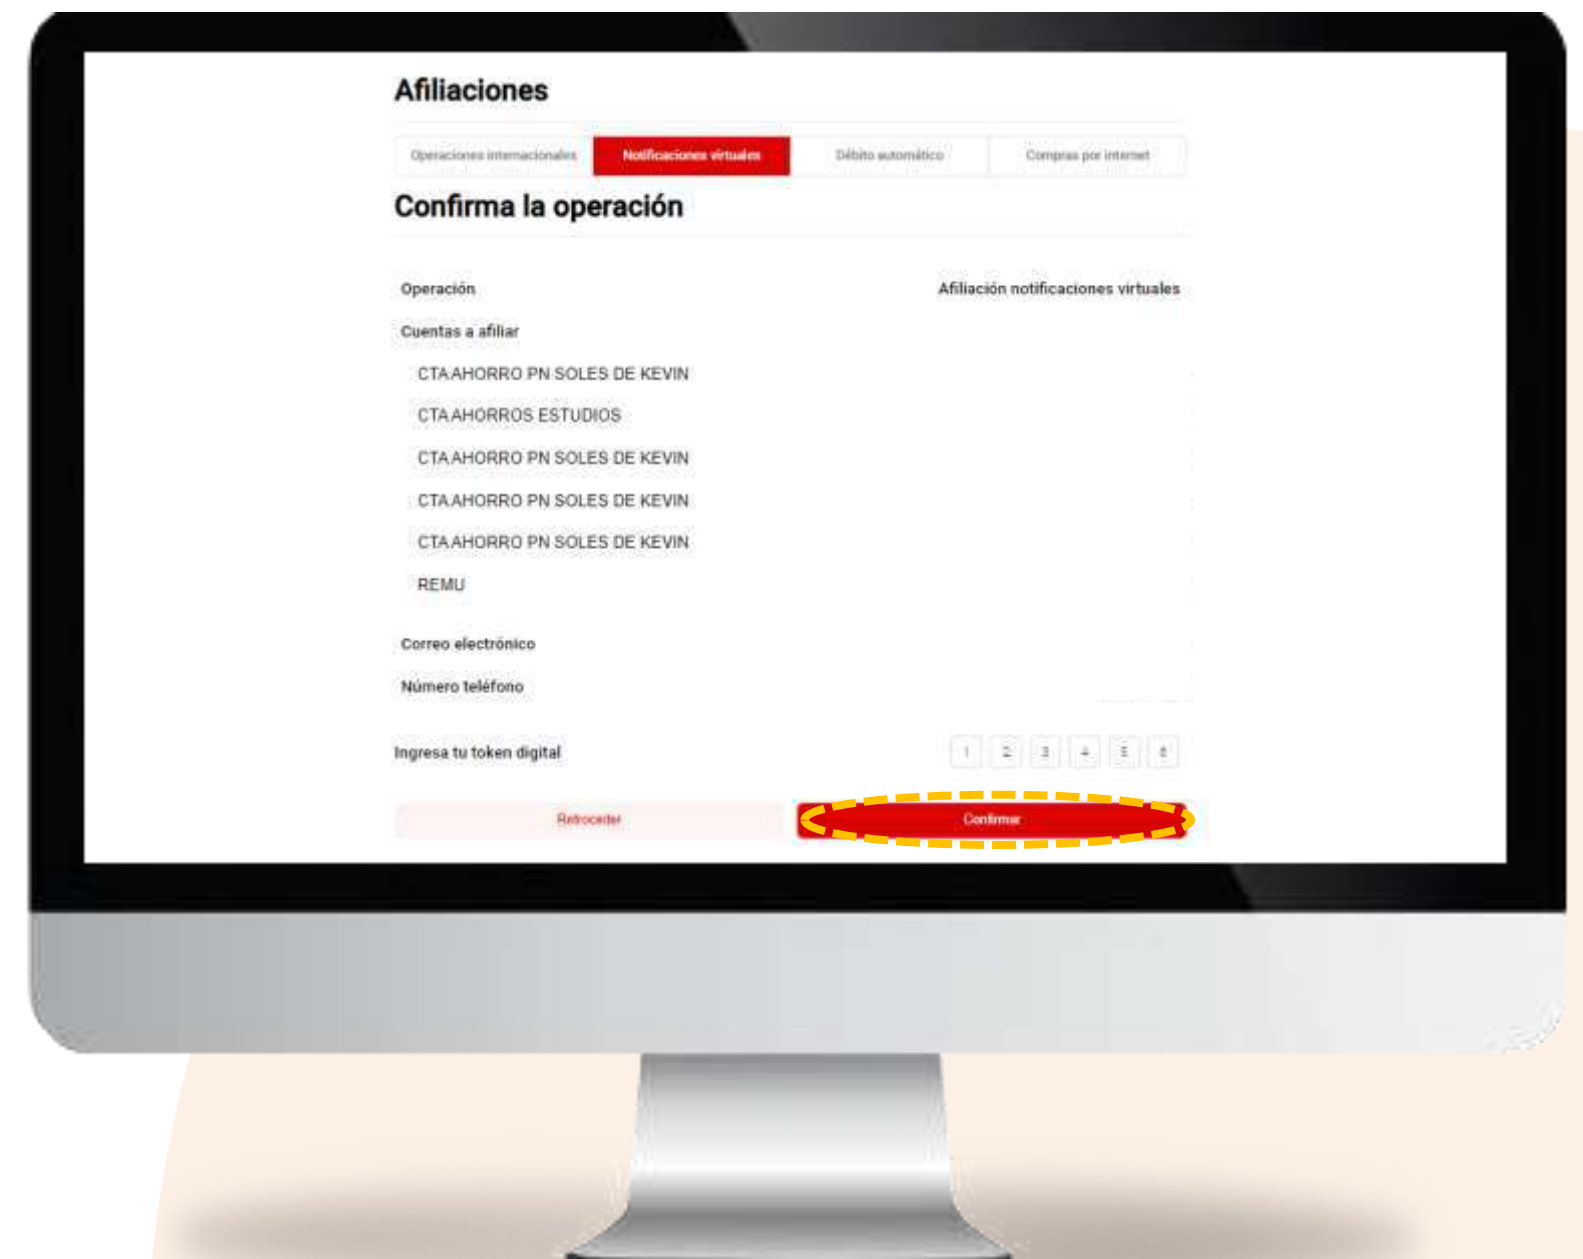 Afiliaciones
Operaciones internacionales Notificaciones virtuales Débito automático Compras por internet
Confirma la operación
Operación Afiliación notificaciones virtuales
Cuentas a afiliar
CTA AHORRO PN SOLES DE KEVIN
CTA AHORROS ESTUDIOS
CTA AHORRO PN SOLES DE KEVIN
CTA AHORRO PN SOLES DE KEVIN
CTA AHORRO PN SOLES DE KEVIN
REMU
Correo electrónico
Número teléfono
Ingresa tu token digital 1 2 3 4 5 6
Retroceder Confirmar